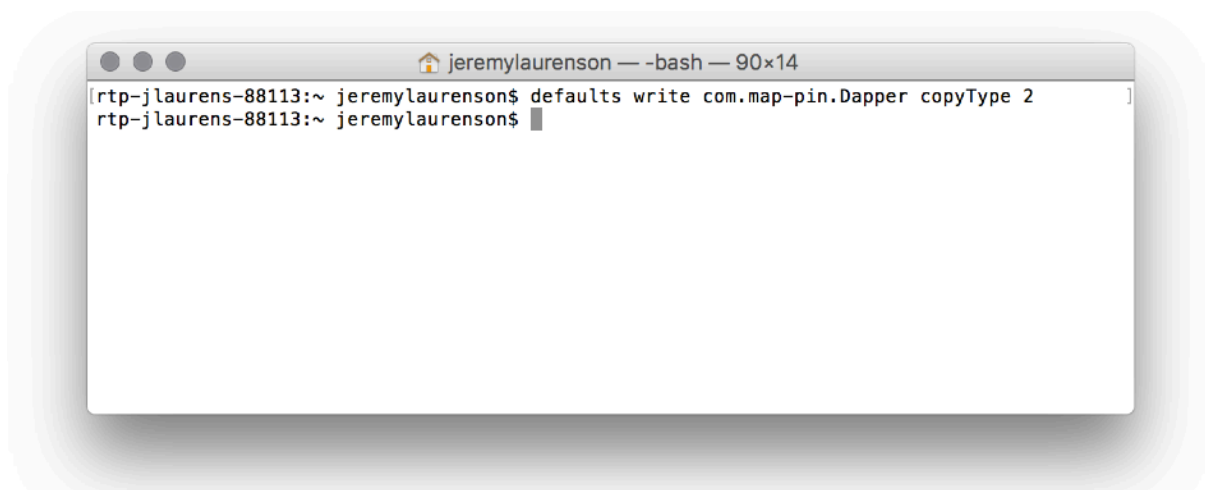 jeremylaurenson — -bash — 90×14
[rtp-jlaurens-88113:~ jeremylaurenson$ defaults write com.map-pin.Dapper copyType 2 ]
rtp-jlaurens-88113:~ jeremylaurenson$